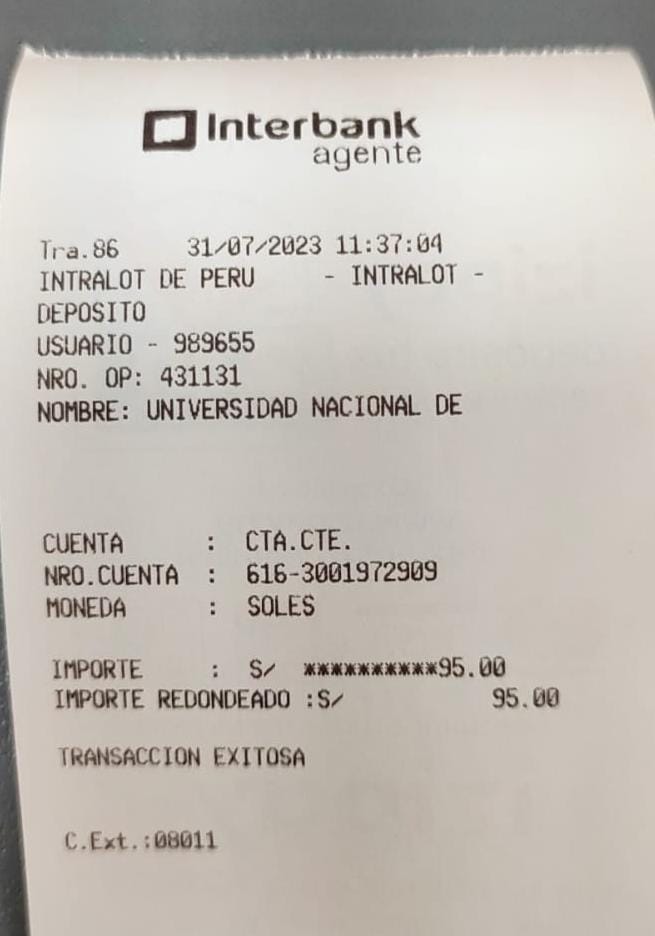 Interbank
agente
Tra.86 31/07/2023 11:37:04
INTRALOT DE PERU - INTRALOT -
DEPOSITO
USUARIO - 989655
NRO. OP: 431131
NOMBRE: UNIVERSIDAD NACIONAL DE
CUENTA : CTA.CTE.
NRO.CUENTA : 616-3001972909
MONEDA : SOLES
IMPORTE : S/ **********95.00
IMPORTE REDONDEADO :S/ 95.00
TRANSACCION EXITOSA
C.Ext.:08011